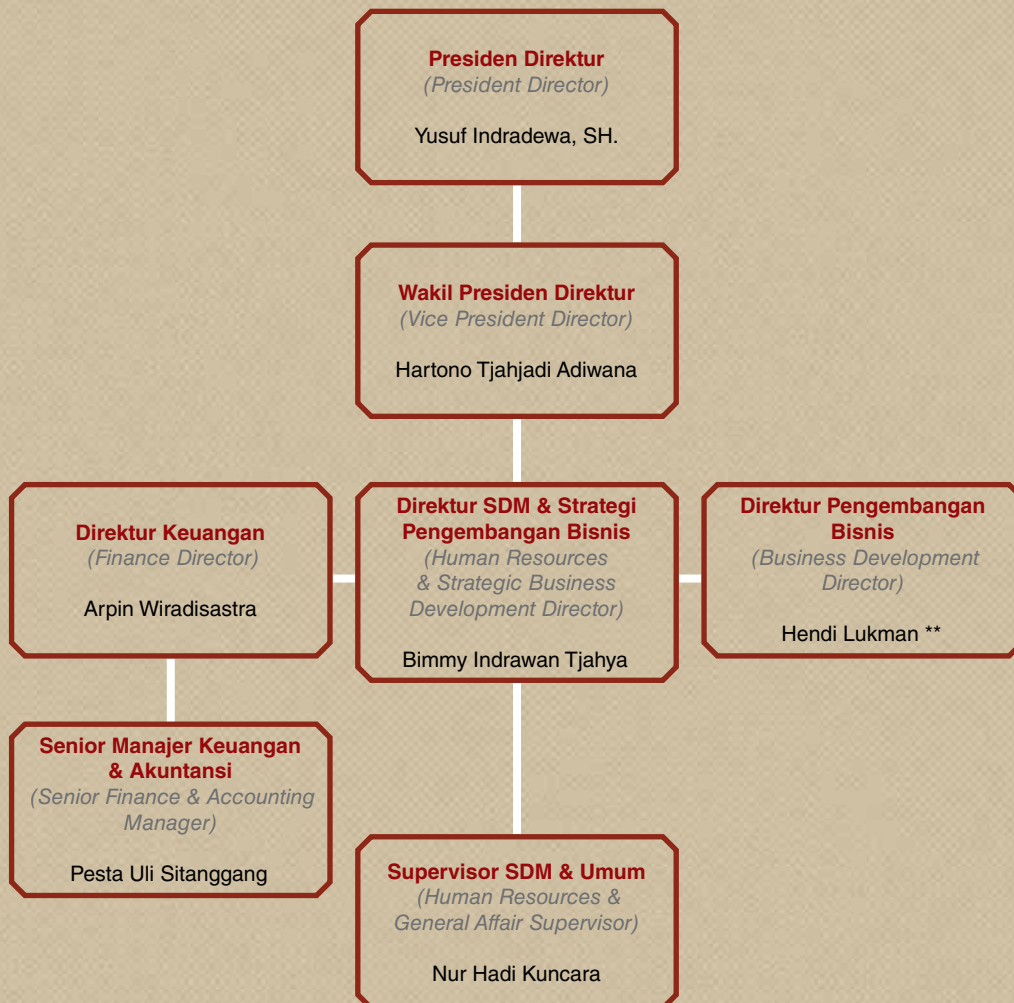 Presiden Direktur
(President Director)
Yusuf Indradewa, SH.
Wakil Presiden Direktur
(Vice President Director)
Hartono Tjahjadi Adiwana
Direktur Keuangan
(Finance Director)
Arpin Wiradisastra
Direktur SDM & Strategi
Pengembangan Bisnis
(Human Resources
& Strategic Business
Development Director)
Bimmy Indrawan Tjahya
Direktur Pengembangan
Bisnis
(Business Development
Director)
Hendi Lukman **
Senior Manajer Keuangan
& Akuntansi
(Senior Finance & Accounting
Manager)
Pesta Uli Sitanggang
Supervisor SDM & Umum
(Human Resources &
General Affair Supervisor)
Nur Hadi Kuncara